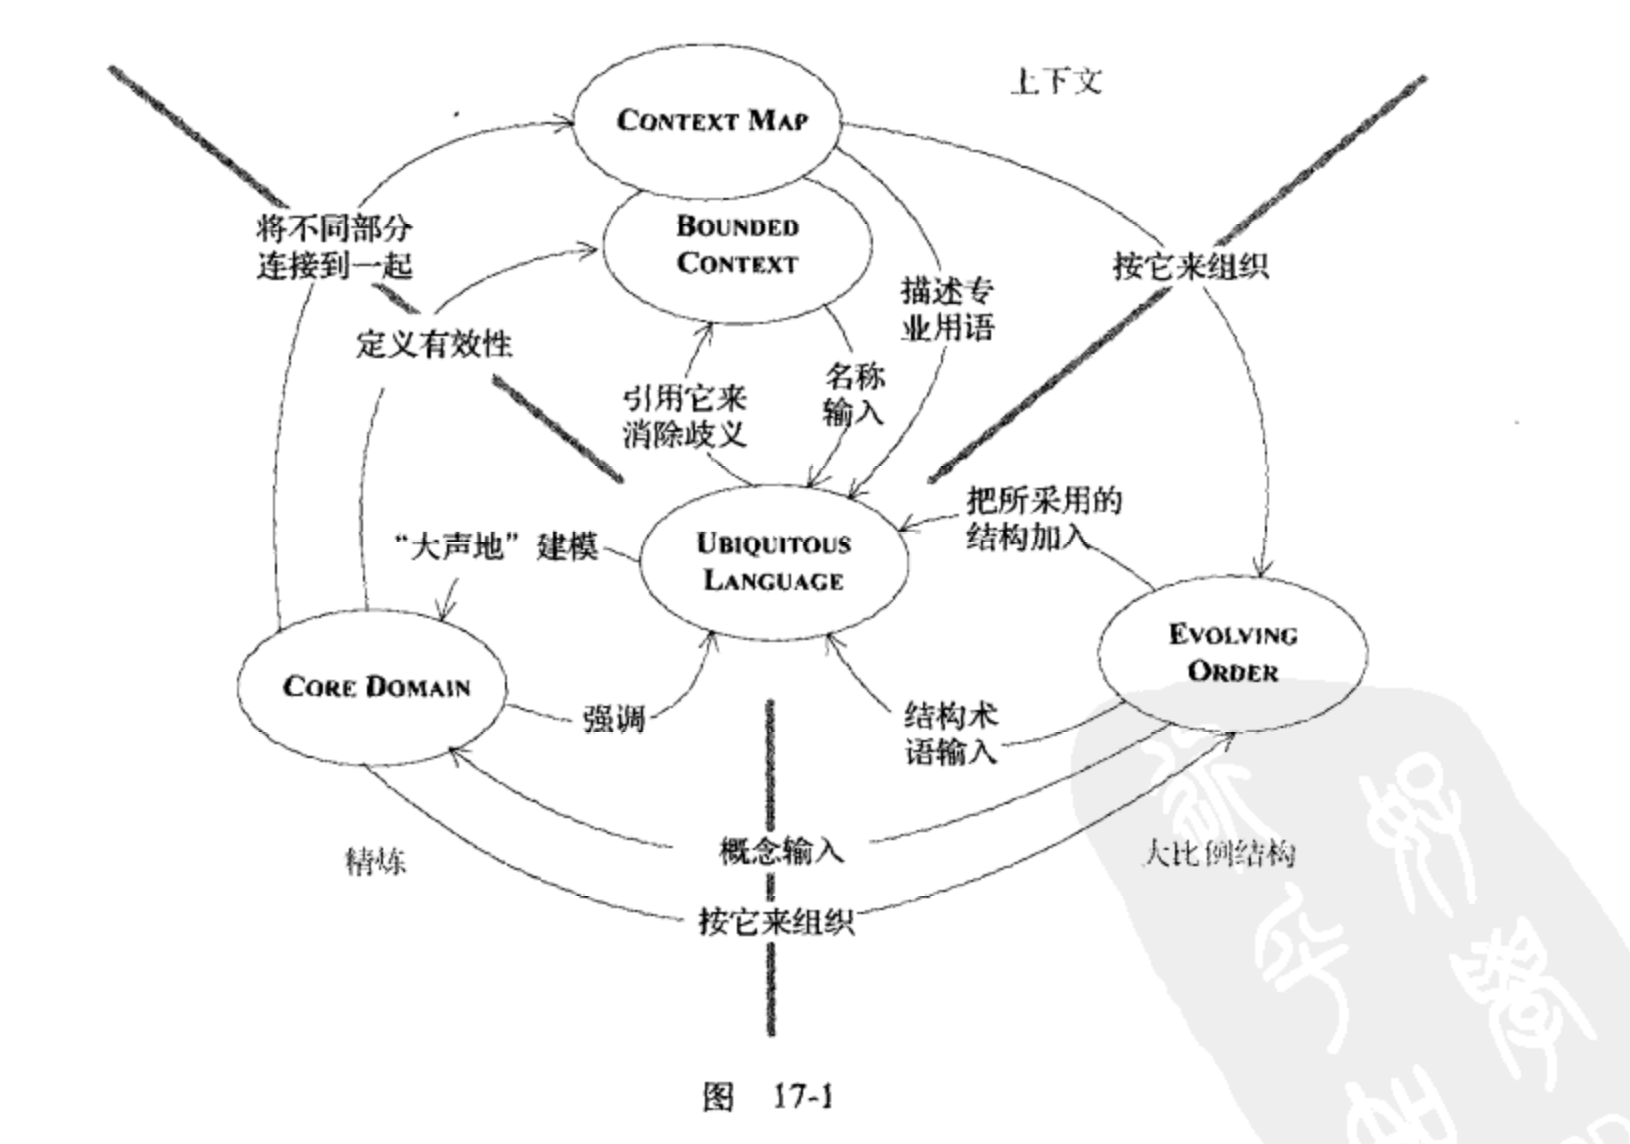 上下文
CONTEXT MAP
将不同部分
连接到一起
BOUNDED
CONTEXT
按它来组织
描述专
业用语
定义有效性
名称
输入
引用它来
消除歧义
把所采用的
结构加入
“大声地”建模
UBIQUITOUS
LANGUAGE
EVOLVING
ORDER
CORE DOMAIN
强调
结构术
语输入
概念输入
精炼
大比例结构
按它来组织
图 17-1